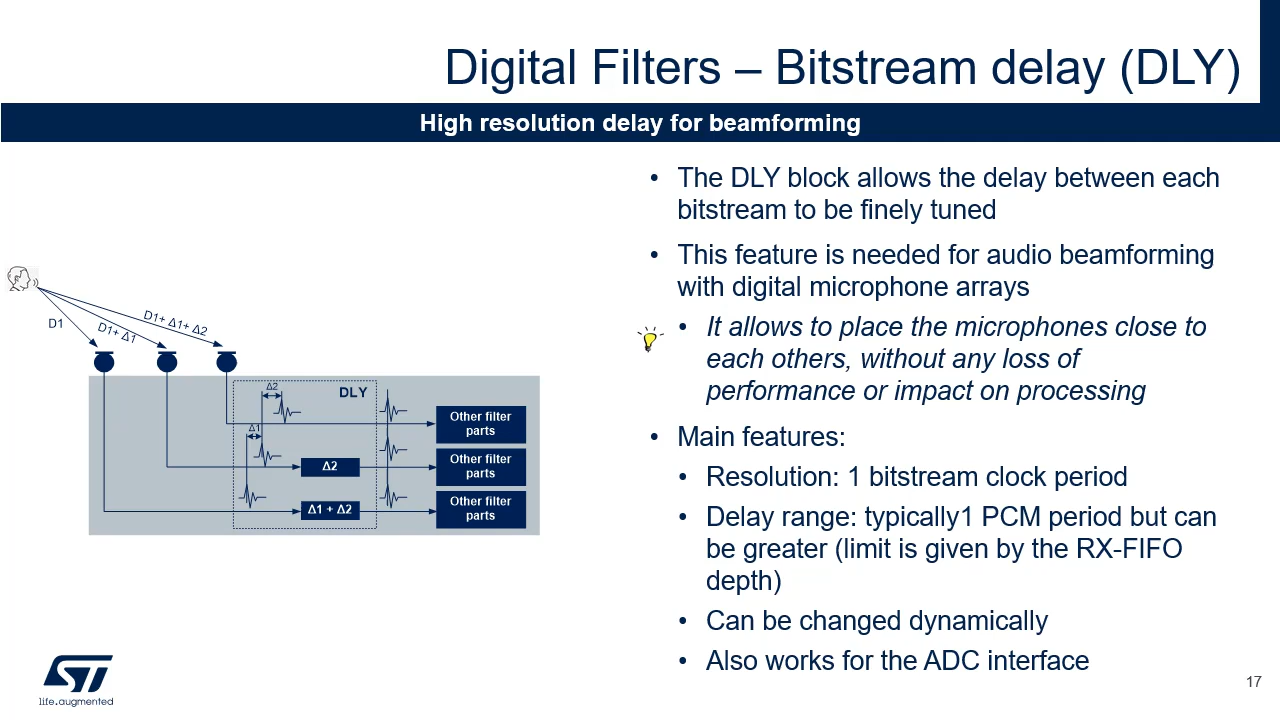 Digital Filters – Bitstream delay (DLY)
High resolution delay for beamforming
• The DLY block allows the delay between each
bitstream to be finely tuned
• This feature is needed for audio beamforming
with digital microphone arrays
• It allows to place the microphones close to
each others, without any loss of
performance or impact on processing
• Main features:
• Resolution: 1 bitstream clock period
• Delay range: typically1 PCM period but can
be greater (limit is given by the RX-FIFO
depth)
• Can be changed dynamically
• Also works for the ADC interface
D1
D1+ Δ1
D1+ Δ1+ Δ2
DLY
Δ2
Δ1
Δ2
Δ1 + Δ2
Other filter
parts
Other filter
parts
Other filter
parts
ST
life.augmented
17